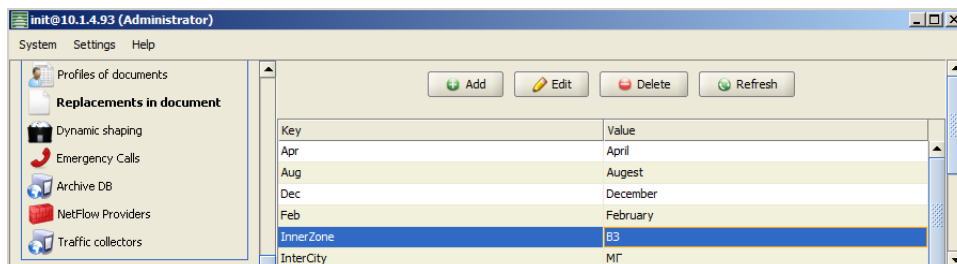 init@10.1.4.93 (Administrator)
System Settings Help
Profiles of documents
Replacements in document
Dynamic shaping
Emergency Calls
Archive DB
NetFlow Providers
Traffic collectors
Add Edit Delete Refresh
Key Value
Apr April
Aug Augest
Dec December
Feb February
InnerZone ВЗ
InterCity МГ